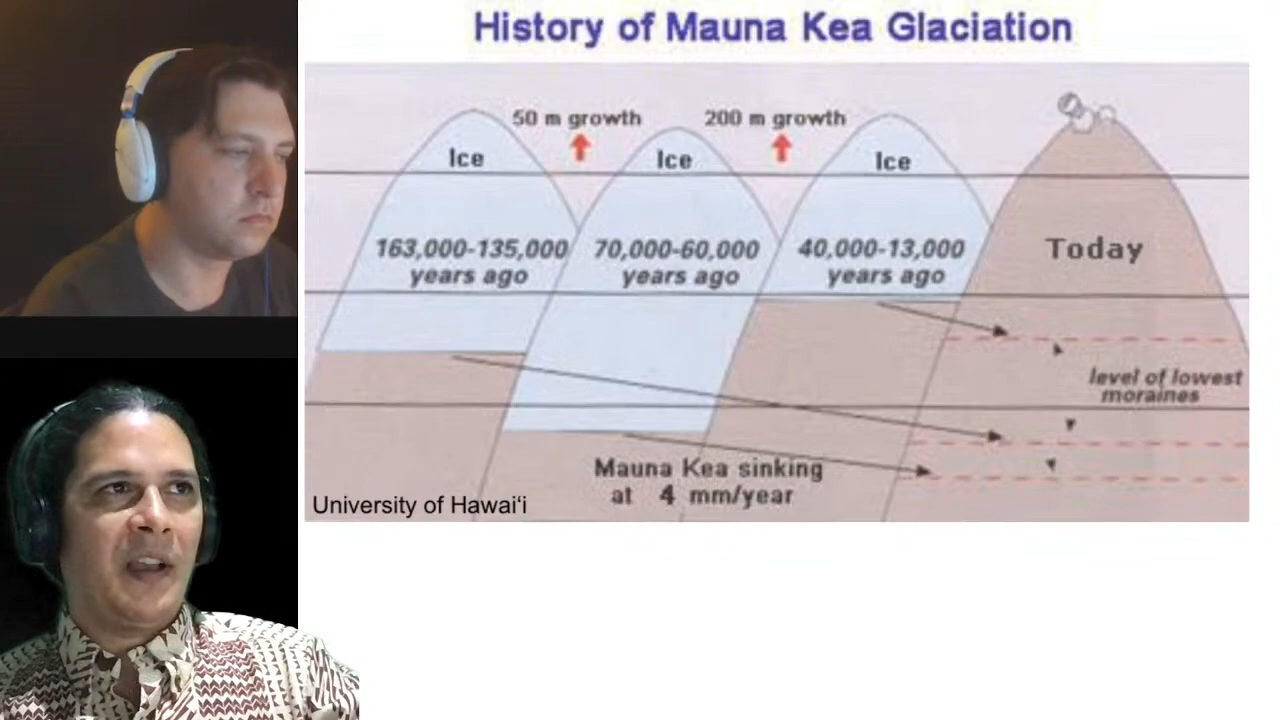 History of Mauna Kea Glaciation
50 m growth
200 m growth
Ice
Ice
Ice
163,000-135,000
years ago
70,000-60,000
years ago
40,000-13,000
years ago
Today
level of lowest
moraines
Mauna Kea sinking
at 4 mm/year
University of Hawaiʻi